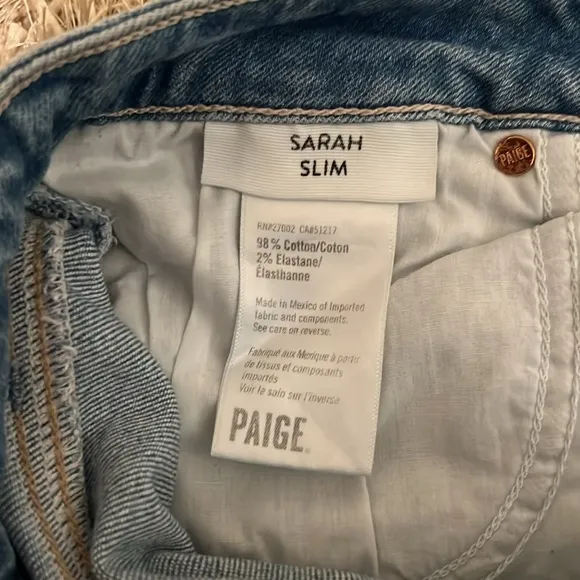 SARAH
SLIM
PAIGE
RN#27002 CA#51217
98% Cotton/Coton
2% Elastane/
Élasthanne
Made in Mexico of imported
fabric and components.
See care on reverse.
Fabriqué aux Mexique à partir
de tissus et composants
importés
Voir le soin sur l'inverse
PAIGE